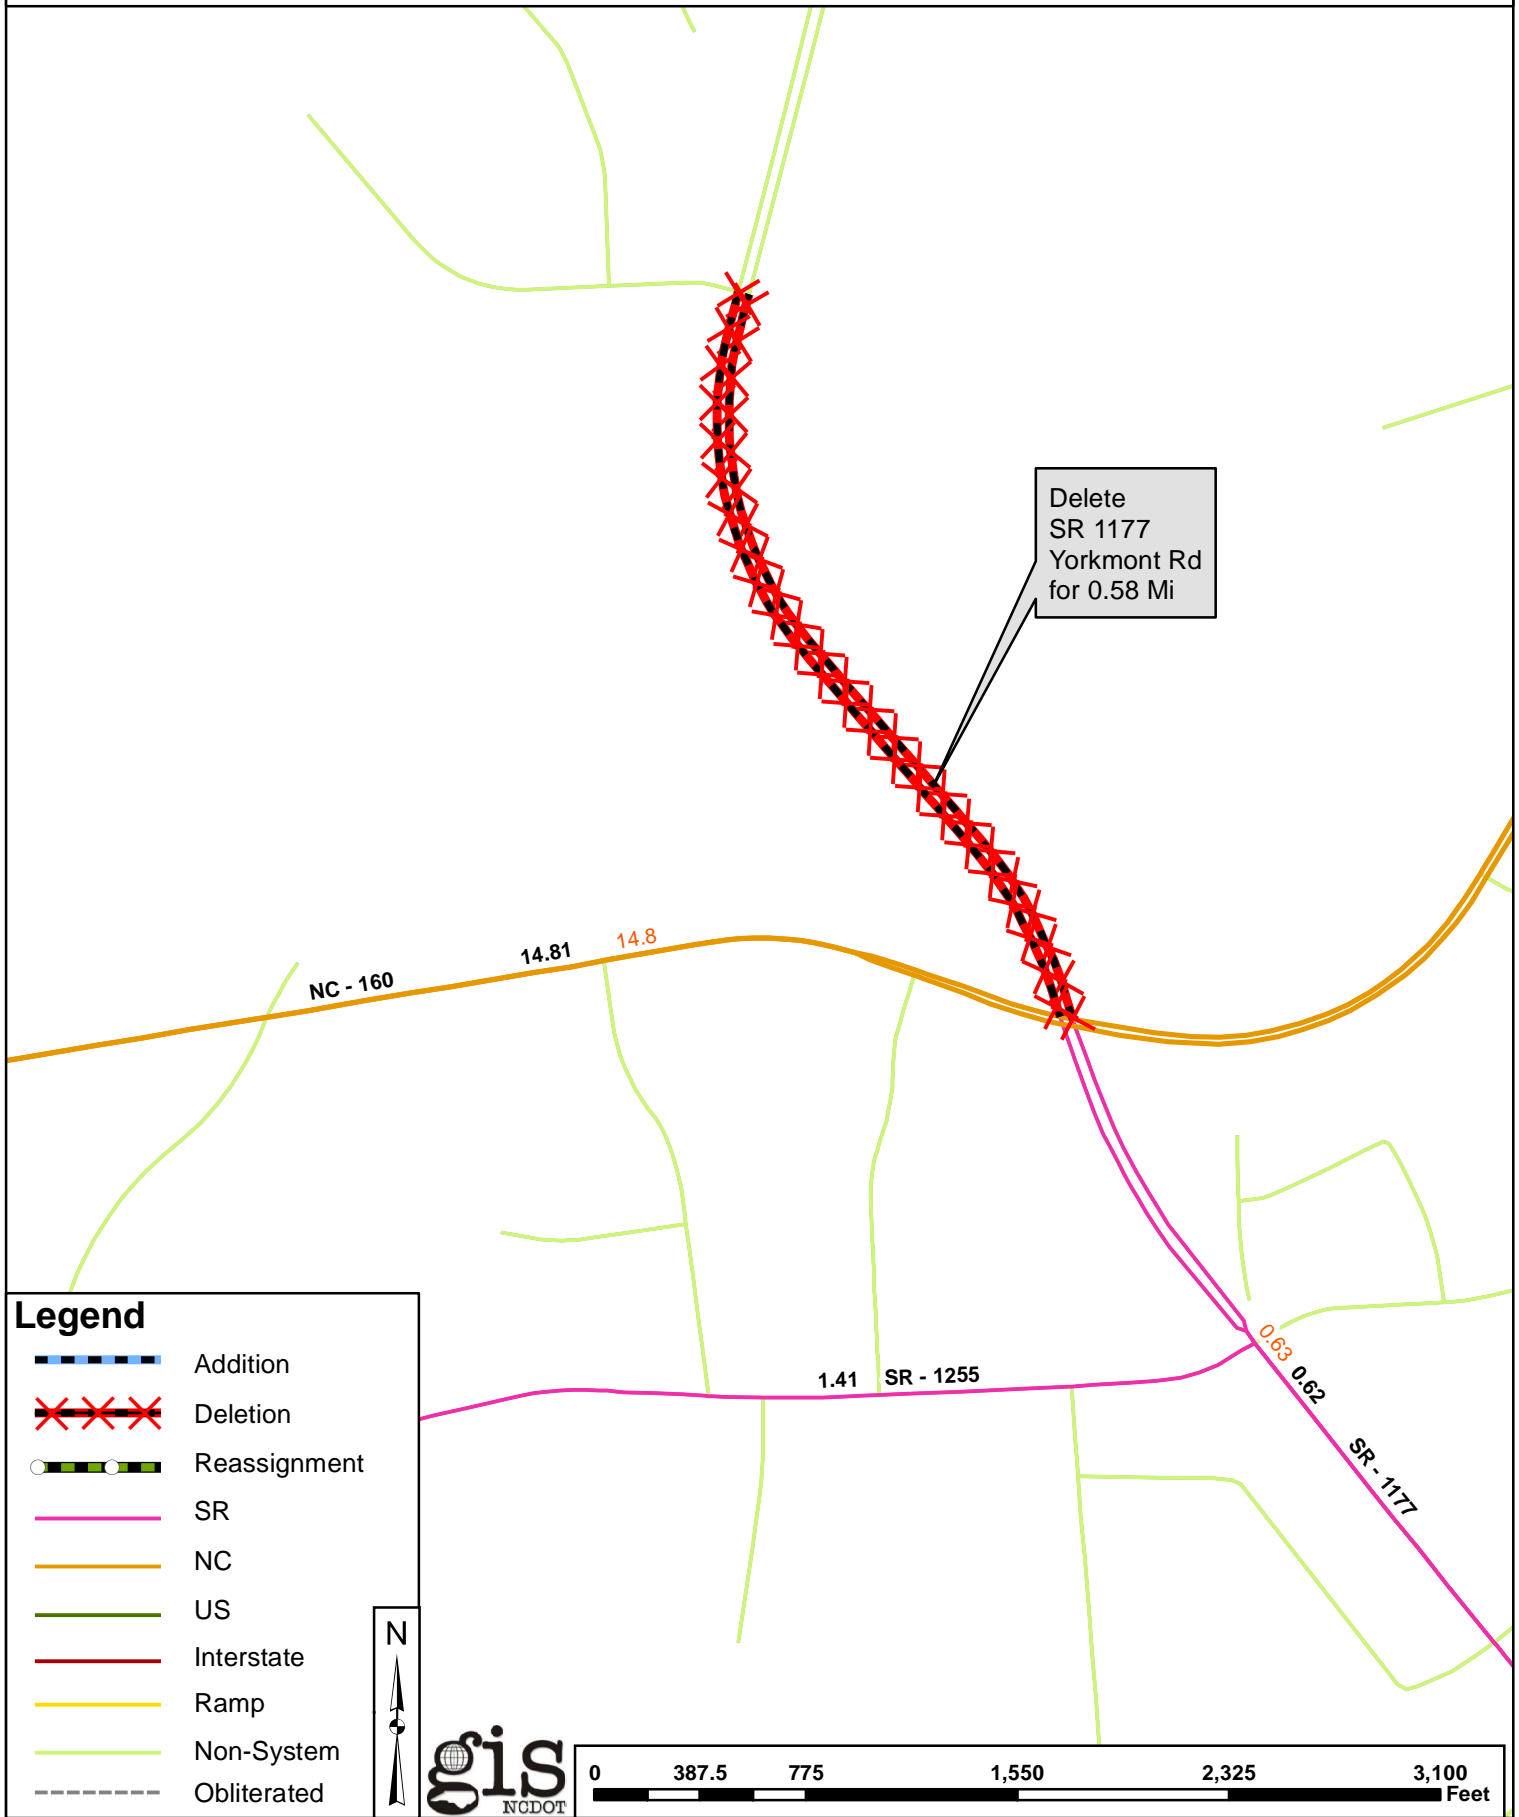 Delete
SR 1177
Yorkmont Rd
for 0.58 Mi
NC - 160
14.81
14.8
0.63
0.62
SR - 1177
1.41 SR - 1255
Legend
Addition
Deletion
Reassignment
SR
NC
US
Interstate
Ramp
Non-System
Obliterated
N
gis
NCDOT
0 387.5 775 1,550 2,325 3,100
Feet